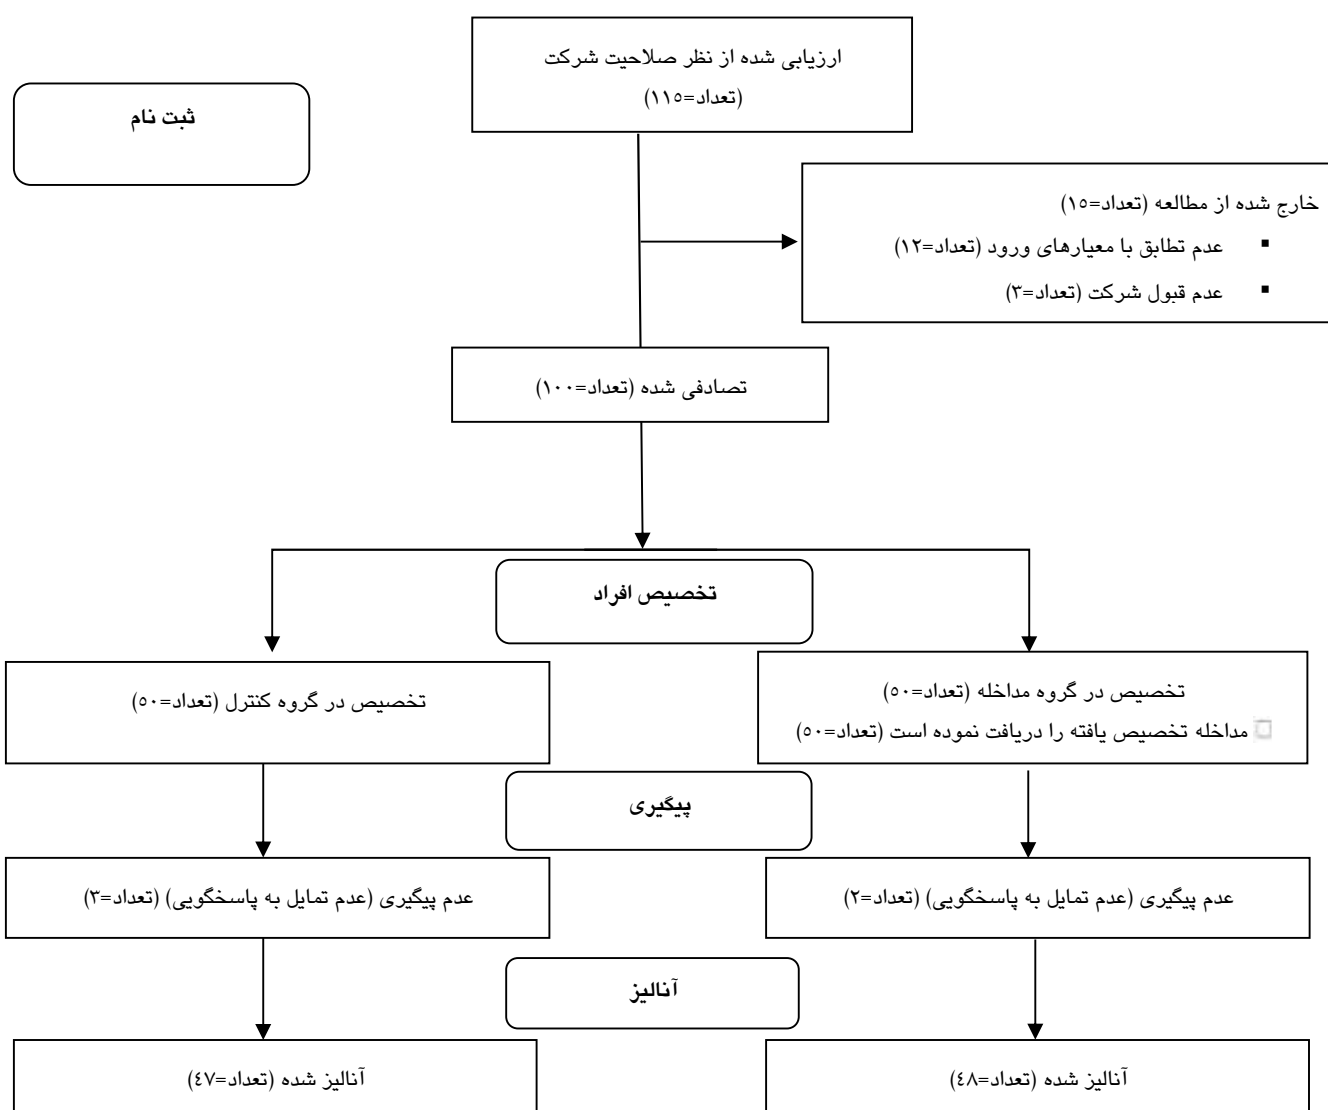 ارزیابی شده از نظر صلاحیت شرکت
(تعداد=۱۱۵)
ثبت نام
خارج شده از مطالعه (تعداد=۱۵)
▪ عدم تطابق با معیارهای ورود (تعداد=۱۲)
▪ عدم قبول شرکت (تعداد=۳)
تصادفی شده (تعداد=۱۰۰)
تخصیص افراد
تخصیص در گروه مداخله (تعداد=۵۰)
مداخله تخصیص یافته را دریافت نموده است (تعداد=۵۰)
تخصیص در گروه کنترل (تعداد=۵۰)
پیگیری
عدم پیگیری (عدم تمایل به پاسخگویی) (تعداد=۲)
عدم پیگیری (عدم تمایل به پاسخگویی) (تعداد=۳)
آنالیز
آنالیز شده (تعداد=٤۸)
آنالیز شده (تعداد=٤۷)